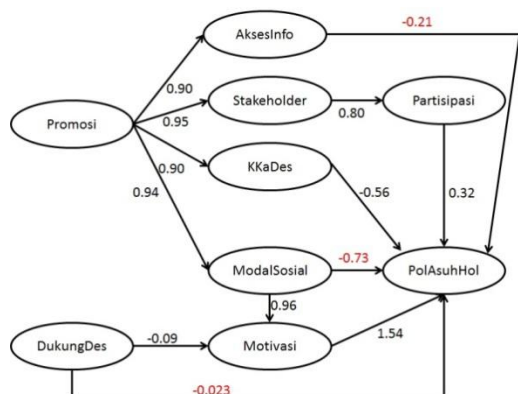 AksesInfo
-0.21
0.90
Stakeholder
Partisipasi
0.80
Promosi
0.95
0.90
KKaDes
0.94
-0.56
0.32
ModalSosial
-0.73
PolAsuhHol
0.96
DukungDes
-0.09
Motivasi
1.54
-0.023